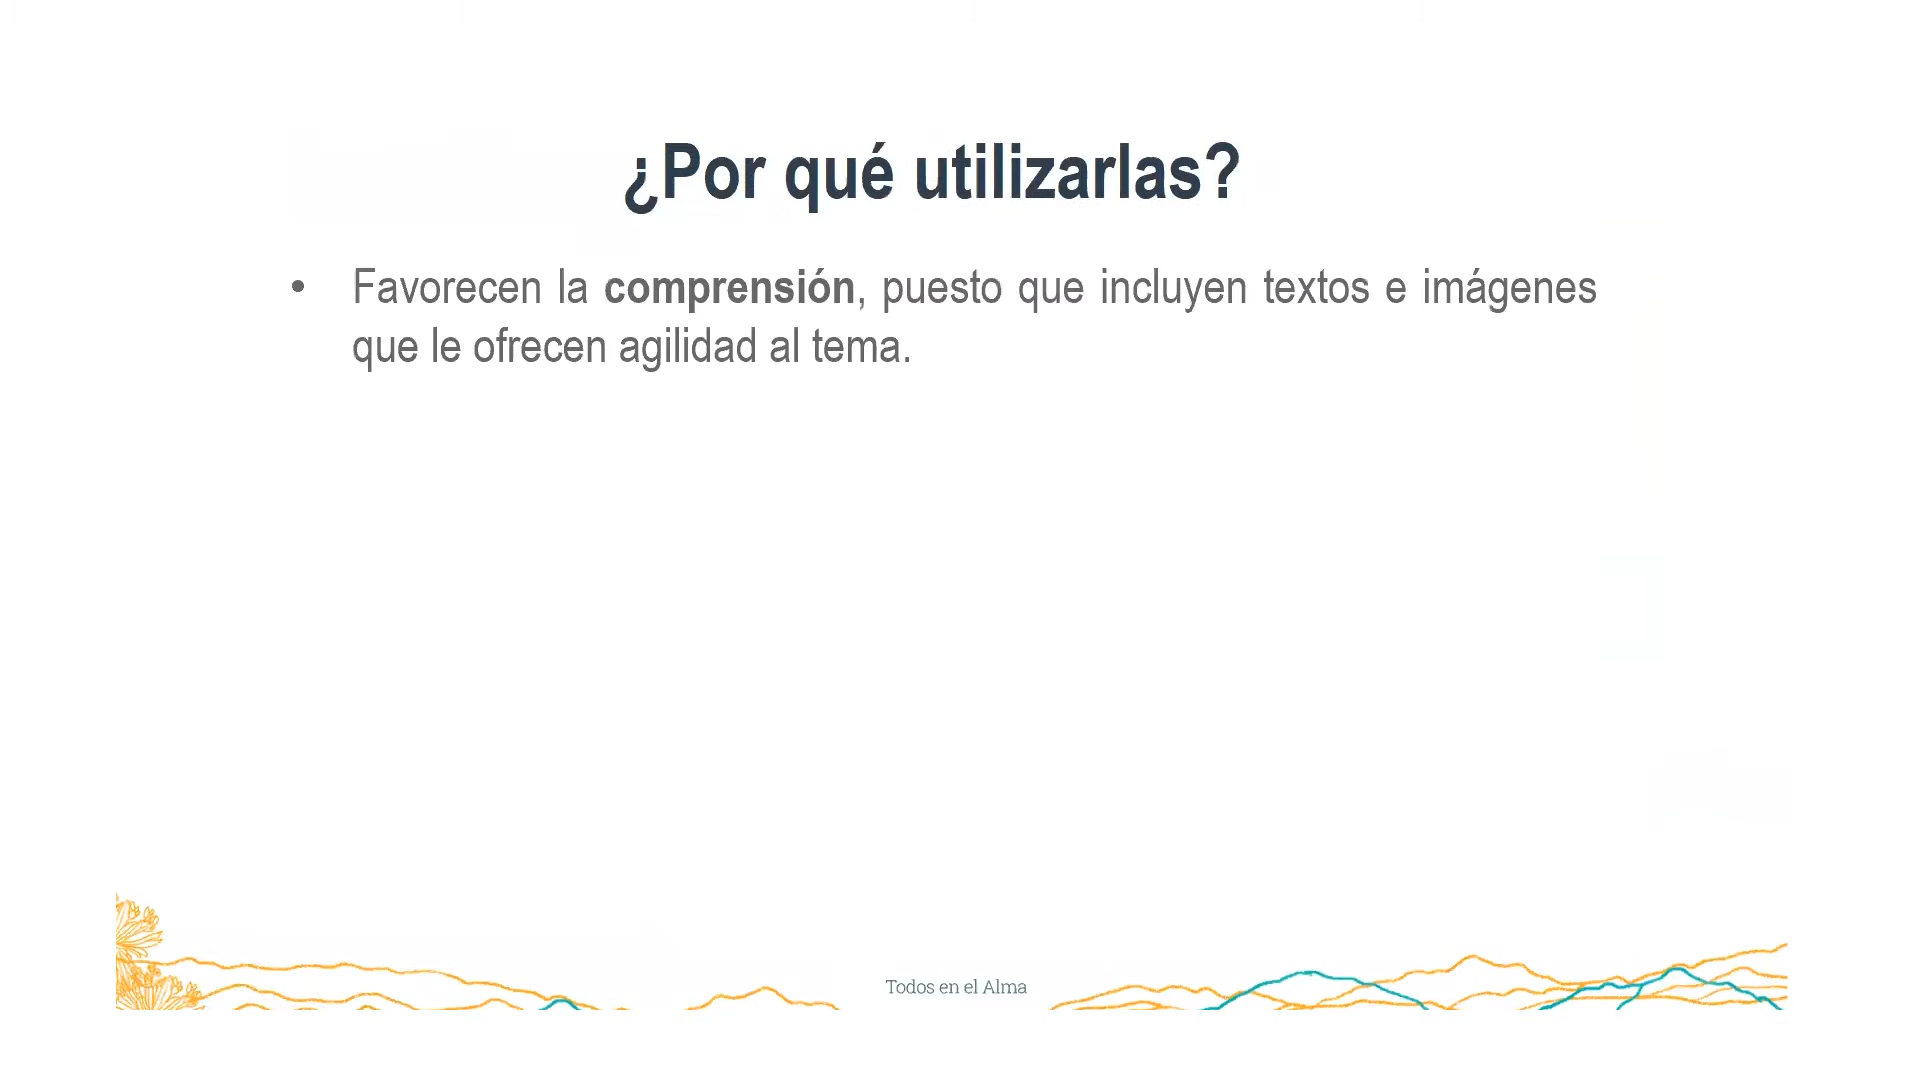 ¿Por qué utilizarlas?
• Favorecen la comprensión, puesto que incluyen textos e imágenes
que le ofrecen agilidad al tema.
Todos en el Alma